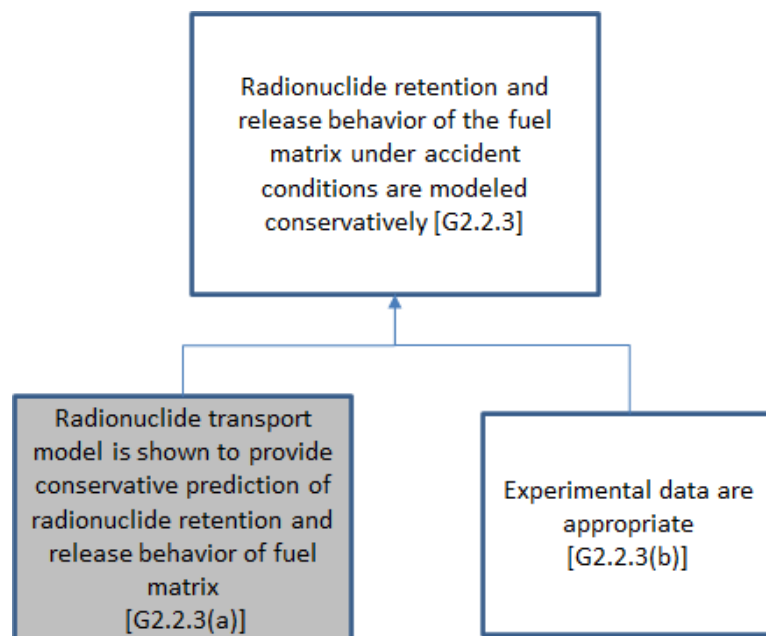 Radionuclide retention and
release behavior of the fuel
matrix under accident
conditions are modeled
conservatively [G2.2.3]
Radionuclide transport
model is shown to provide
conservative prediction of
radionuclide retention and
release behavior of fuel
matrix
[G2.2.3(a)]
Experimental data are
appropriate
[G2.2.3(b)]